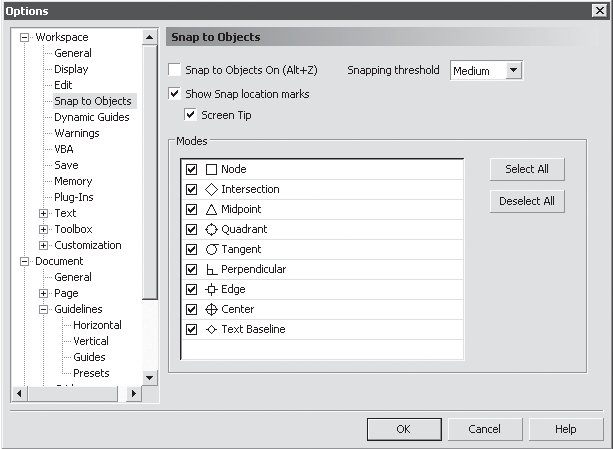 Options
Workspace
General
Display
Edit
Snap to Objects
Dynamic Guides
Warnings
VBA
Save
Memory
Plug-Ins
Text
Toolbox
Customization
Document
General
Page
Guidelines
Horizontal
Vertical
Guides
Presets
Snap to Objects
Snap to Objects On (Alt+Z)
Snapping threshold
Medium
Show Snap location marks
Screen Tip
Modes
Node
Intersection
Midpoint
Quadrant
Tangent
Perpendicular
Edge
Center
Text Baseline
Select All
Deselect All
OK
Cancel
Help